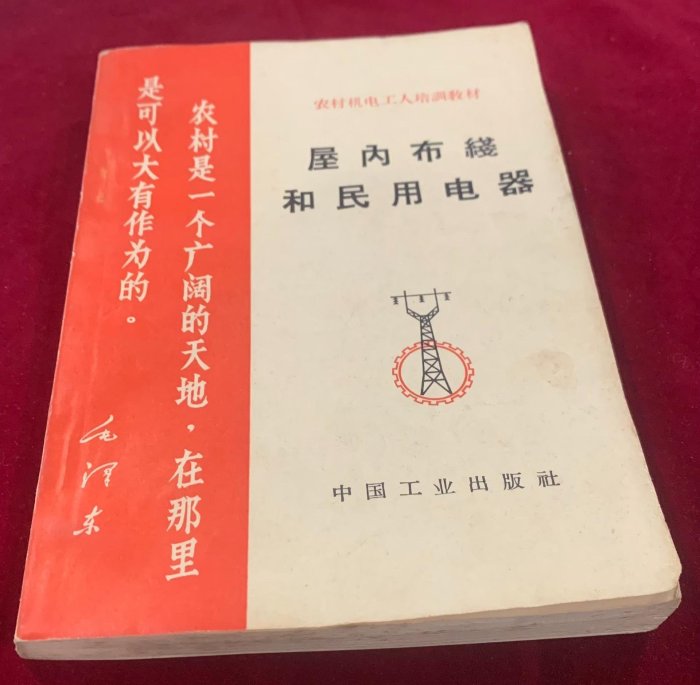 农村机电工人培訓教材
屋內布綫
和民用电器
中国工业出版社
农村是一个广阔的天地，在那里
是可以大有作为的。
毛泽东